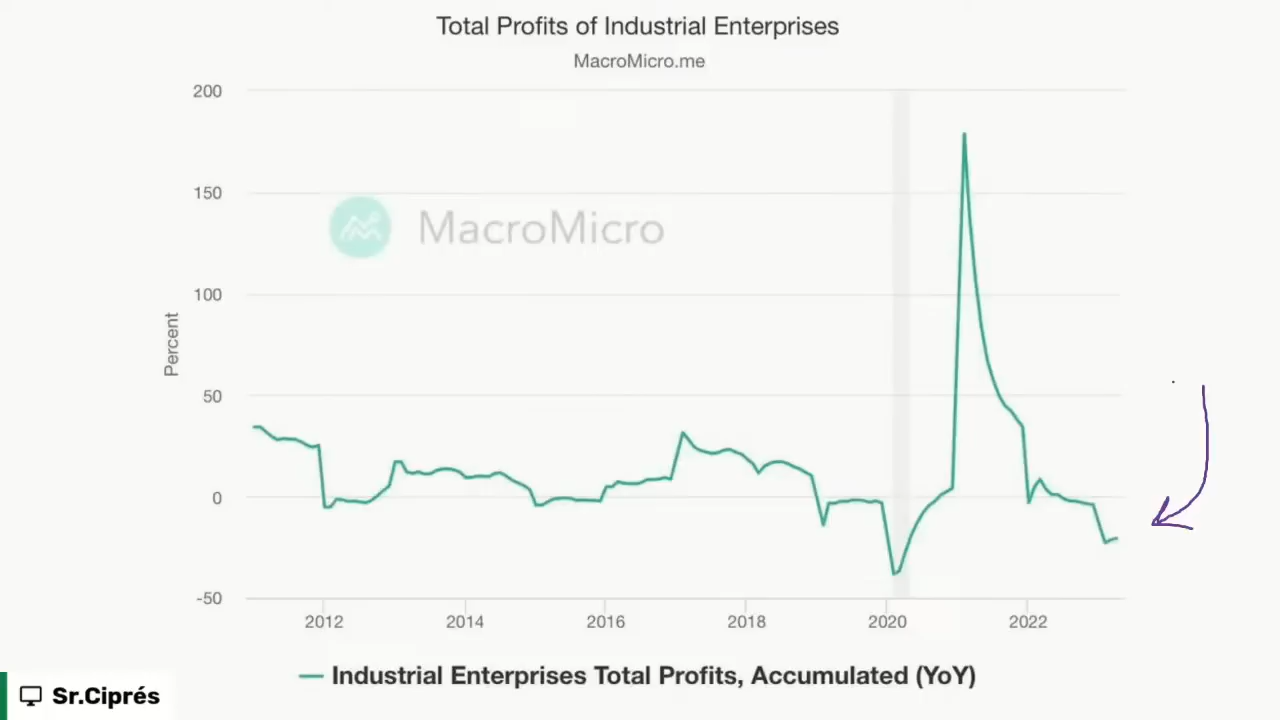 Total Profits of Industrial Enterprises
MacroMicro.me
200
150
100
50
0
-50
Percent
MacroMicro
2012 2014 2016 2018 2020 2022
Industrial Enterprises Total Profits, Accumulated (YoY)
Sr.Ciprés